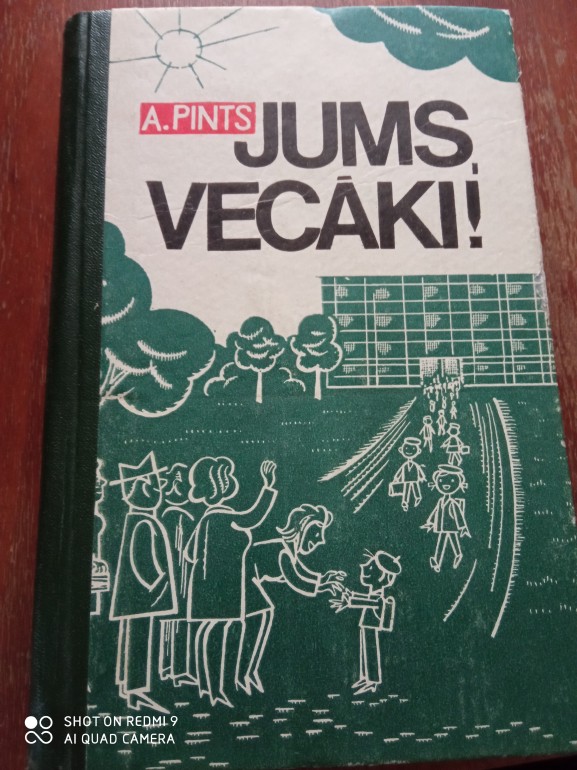 A.PINTS
JUMS,
VECĀKI!
SHOT ON REDMI 9
AI QUAD CAMERA